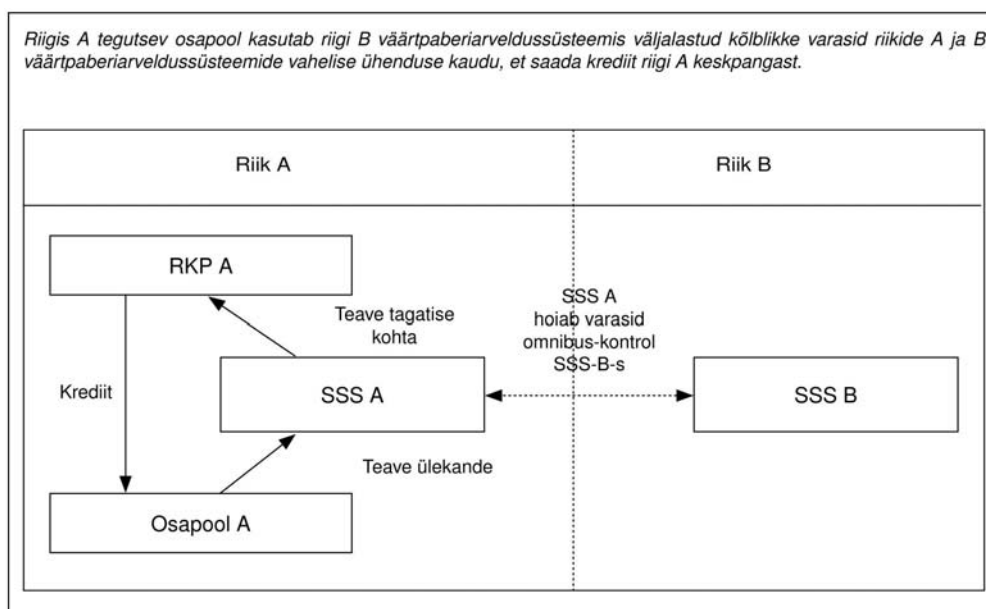 Riigis A tegutsev osapool kasutab riigi B väärtpaberiarveldussüsteemis väljalastud kõlblikke varasid riikide A ja B
väärtpaberiarveldussüsteemide vahelise ühenduse kaudu, et saada krediit riigi A keskpangast.
Riik A
Riik B
RKP A
Teave tagatise
kohta
SSS A
hoiab varasid
omnibus-kontrol
SSS-B-s
Krediit
SSS A
SSS B
Teave ülekande
Osapool A